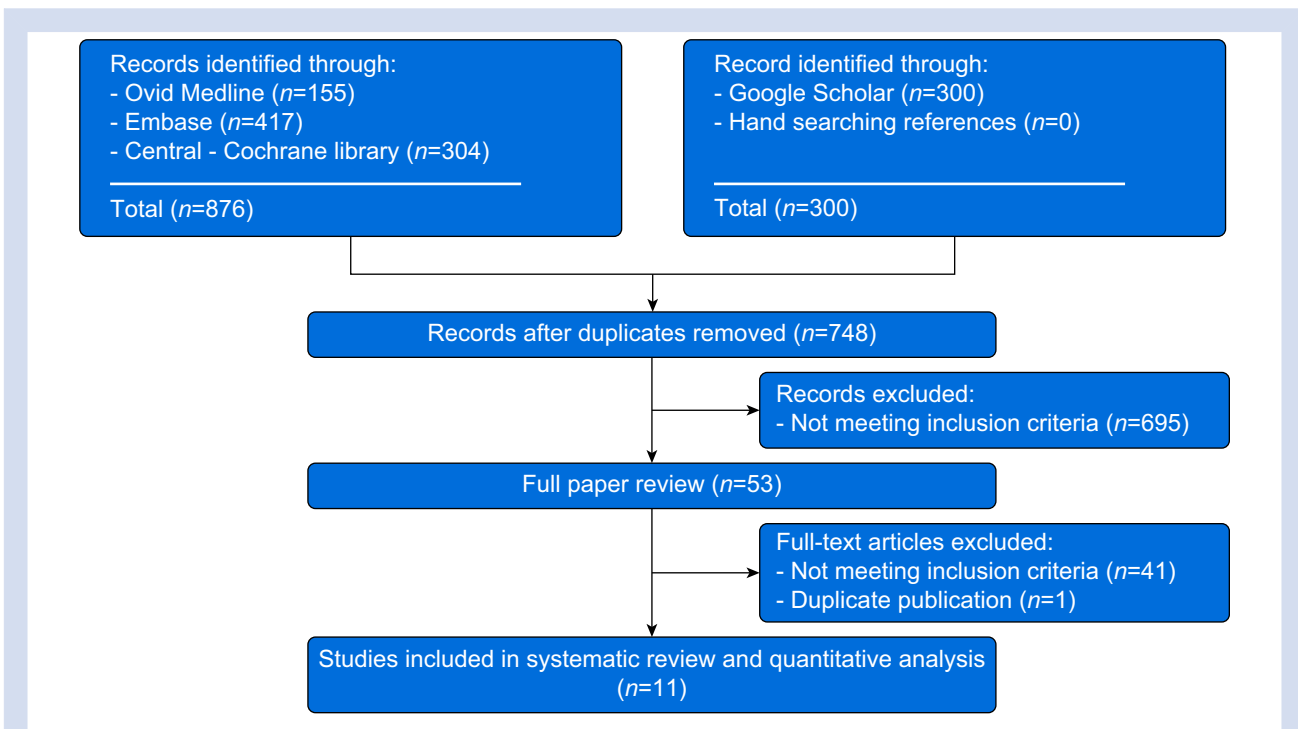 Records identified through:
- Ovid Medline (n=155)
- Embase (n=417)
- Central - Cochrane library (n=304)
Total (n=876)
Record identified through:
- Google Scholar (n=300)
- Hand searching references (n=0)
Total (n=300)
Records after duplicates removed (n=748)
Records excluded:
- Not meeting inclusion criteria (n=695)
Full paper review (n=53)
Full-text articles excluded:
- Not meeting inclusion criteria (n=41)
- Duplicate publication (n=1)
Studies included in systematic review and quantitative analysis
(n=11)